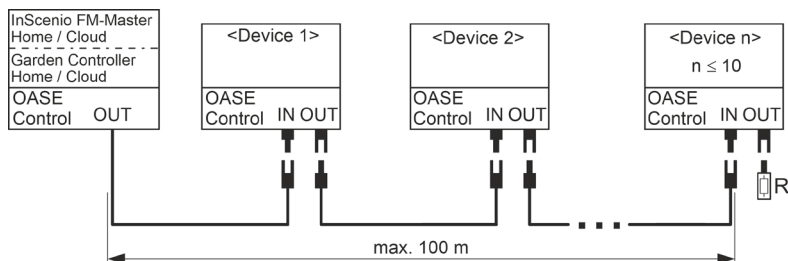 InScenio FM-Master
Home / Cloud
Garden Controller
Home / Cloud
OASE
Control OUT
<Device 1>
OASE
Control IN OUT
<Device 2>
OASE
Control IN OUT
<Device n>
n ≤ 10
OASE
Control IN OUT
R
max. 100 m